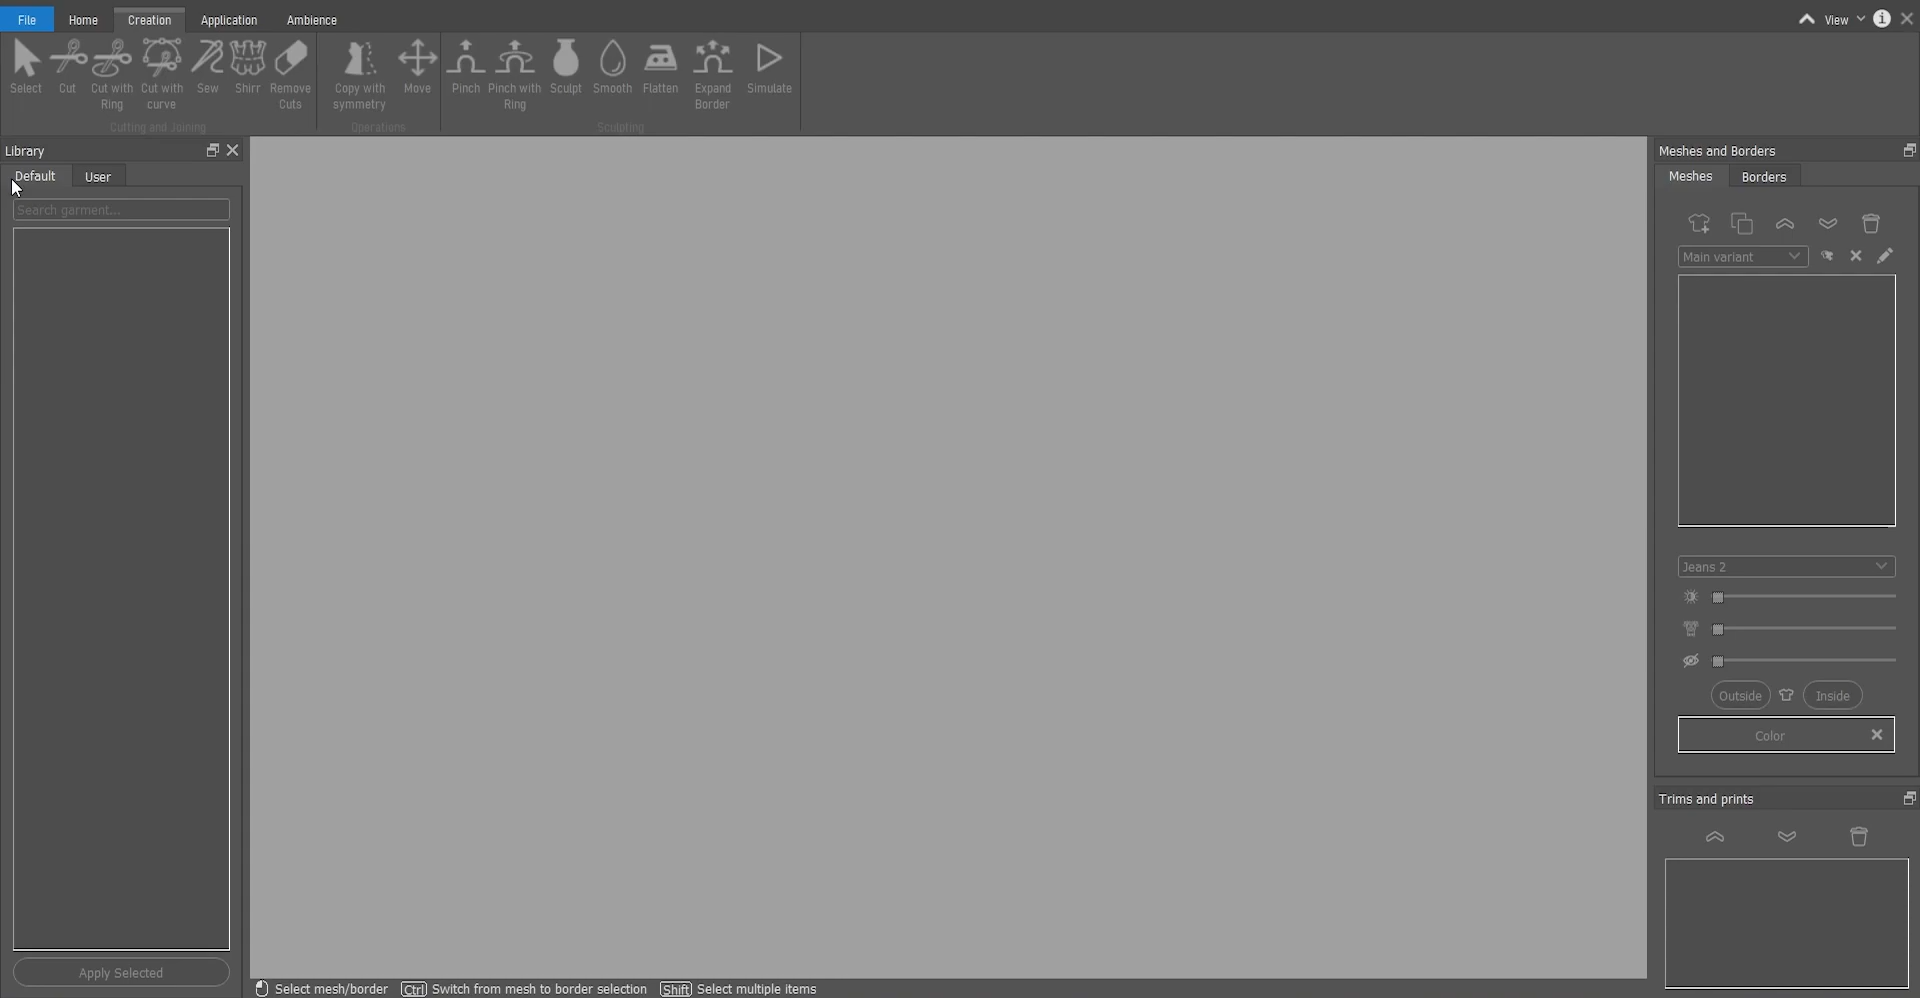 File Home Creation Application Ambience View
Select Cut Cut with Ring Cut with curve Sew Shirr Remove Cuts
Cutting and Joining
Copy with symmetry Move
Operations
Pinch Pinch with Ring Sculpt Smooth Flatten Expand Border Simulate
Sculpting
Library
Default User
Search garment...
Apply Selected
Meshes and Borders
Meshes Borders
Main variant
Jeans 2
Outside Inside
Color
Trims and prints
Select mesh/border Ctrl Switch from mesh to border selection Shift Select multiple items